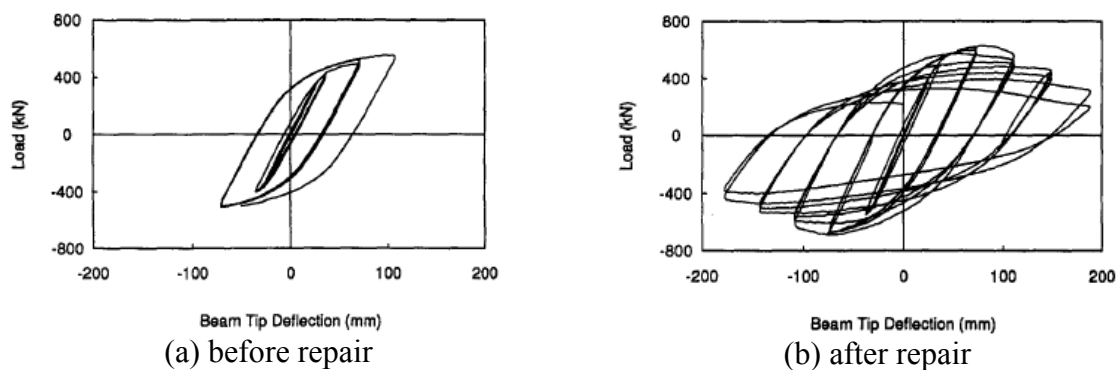 800
400
0
-400
-800
Load (kN)
-200 -100 0 100 200
Beam Tip Deflection (mm)
(a) before repair
800
400
0
-400
-800
Load (kN)
-200 -100 0 100 200
Beam Tip Deflection (mm)
(b) after repair